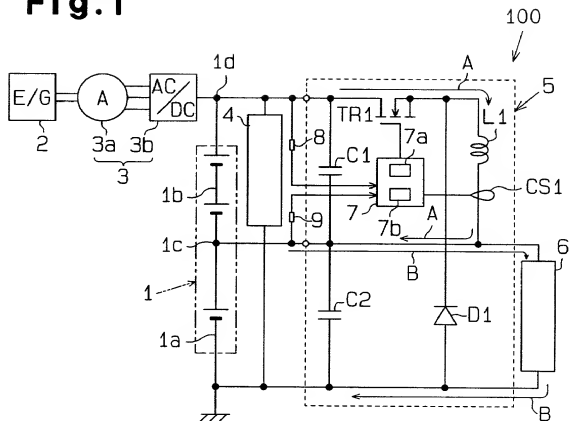 Fig.1
100
1d
A
AC/DC
E/G
A
4
TR1
5
2
3a
3b
8
7a
L1
3
C1
1b
CS1
9
7
7b
A
1c
B
6
1
C2
D1
1a
B